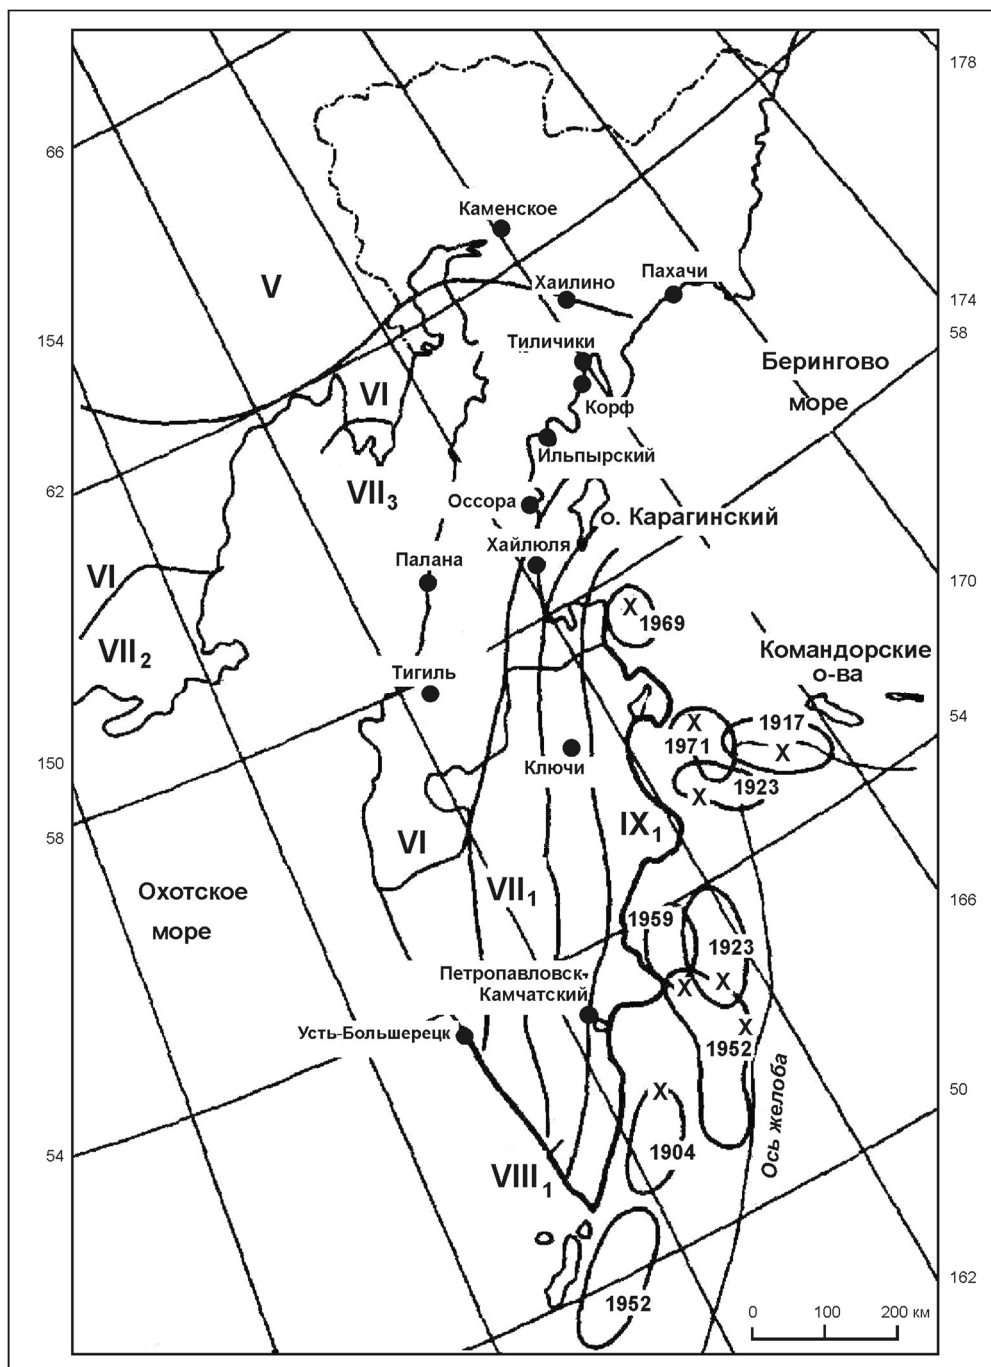 178
66
Каменское
Пахачи
V
Хаилино
174
58
154
Тиличики
Берингово
море
VI
Корф
Ильпырский
62
VII3
Оссора
о. Карагинский
Хайлюля
Палана
VI
170
1969
VII2
Командорские
о-ва
Тигиль
54
1917
1971
150
Ключи
1923
58
IX1
VI
VII1
Охотское
море
166
1959
1923
Петропавловск-
Камчатский
Усть-Большерецк
1952
50
Ось желоба
54
1904
VIII1
162
1952
0 100 200 км
X
X
X
X
X
X
X
X